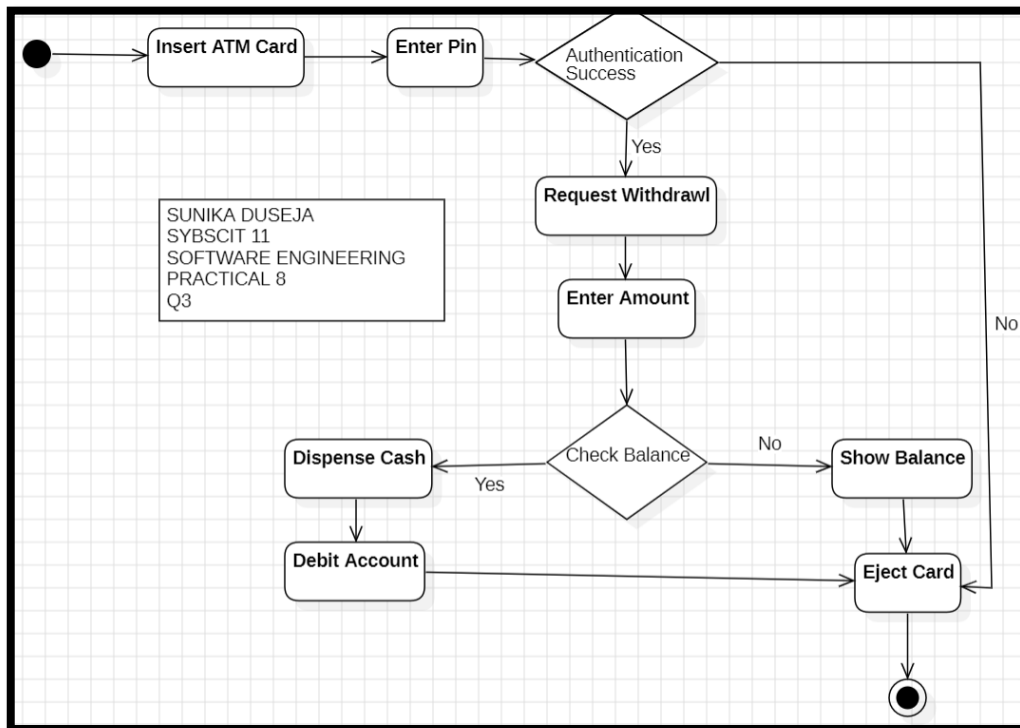 Insert ATM Card
Enter Pin
Authentication
Success
Yes
Request Withdrawl
SUNIKA DUSEJA
SYBSCIT 11
SOFTWARE ENGINEERING
PRACTICAL 8
Q3
Enter Amount
No
Dispense Cash
Yes
Check Balance
No
Show Balance
Debit Account
Eject Card